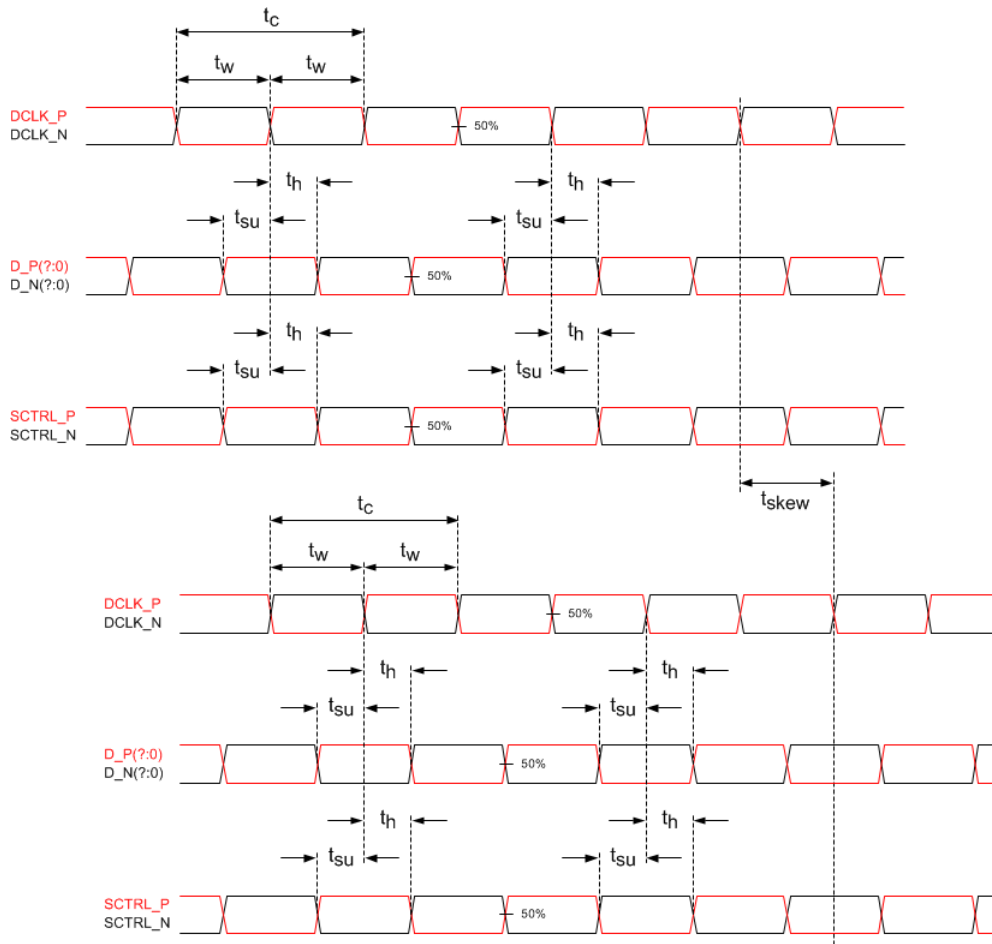 tc
tw tw
DCLK_P
DCLK_N
50%
th th
tsu tsu
D_P(?:0)
D_N(?:0)
50%
th th
tsu tsu
SCTRL_P
SCTRL_N
50%
tskew
tc
tw tw
DCLK_P
DCLK_N
50%
th th
tsu tsu
D_P(?:0)
D_N(?:0)
50%
th th
tsu tsu
SCTRL_P
SCTRL_N
50%